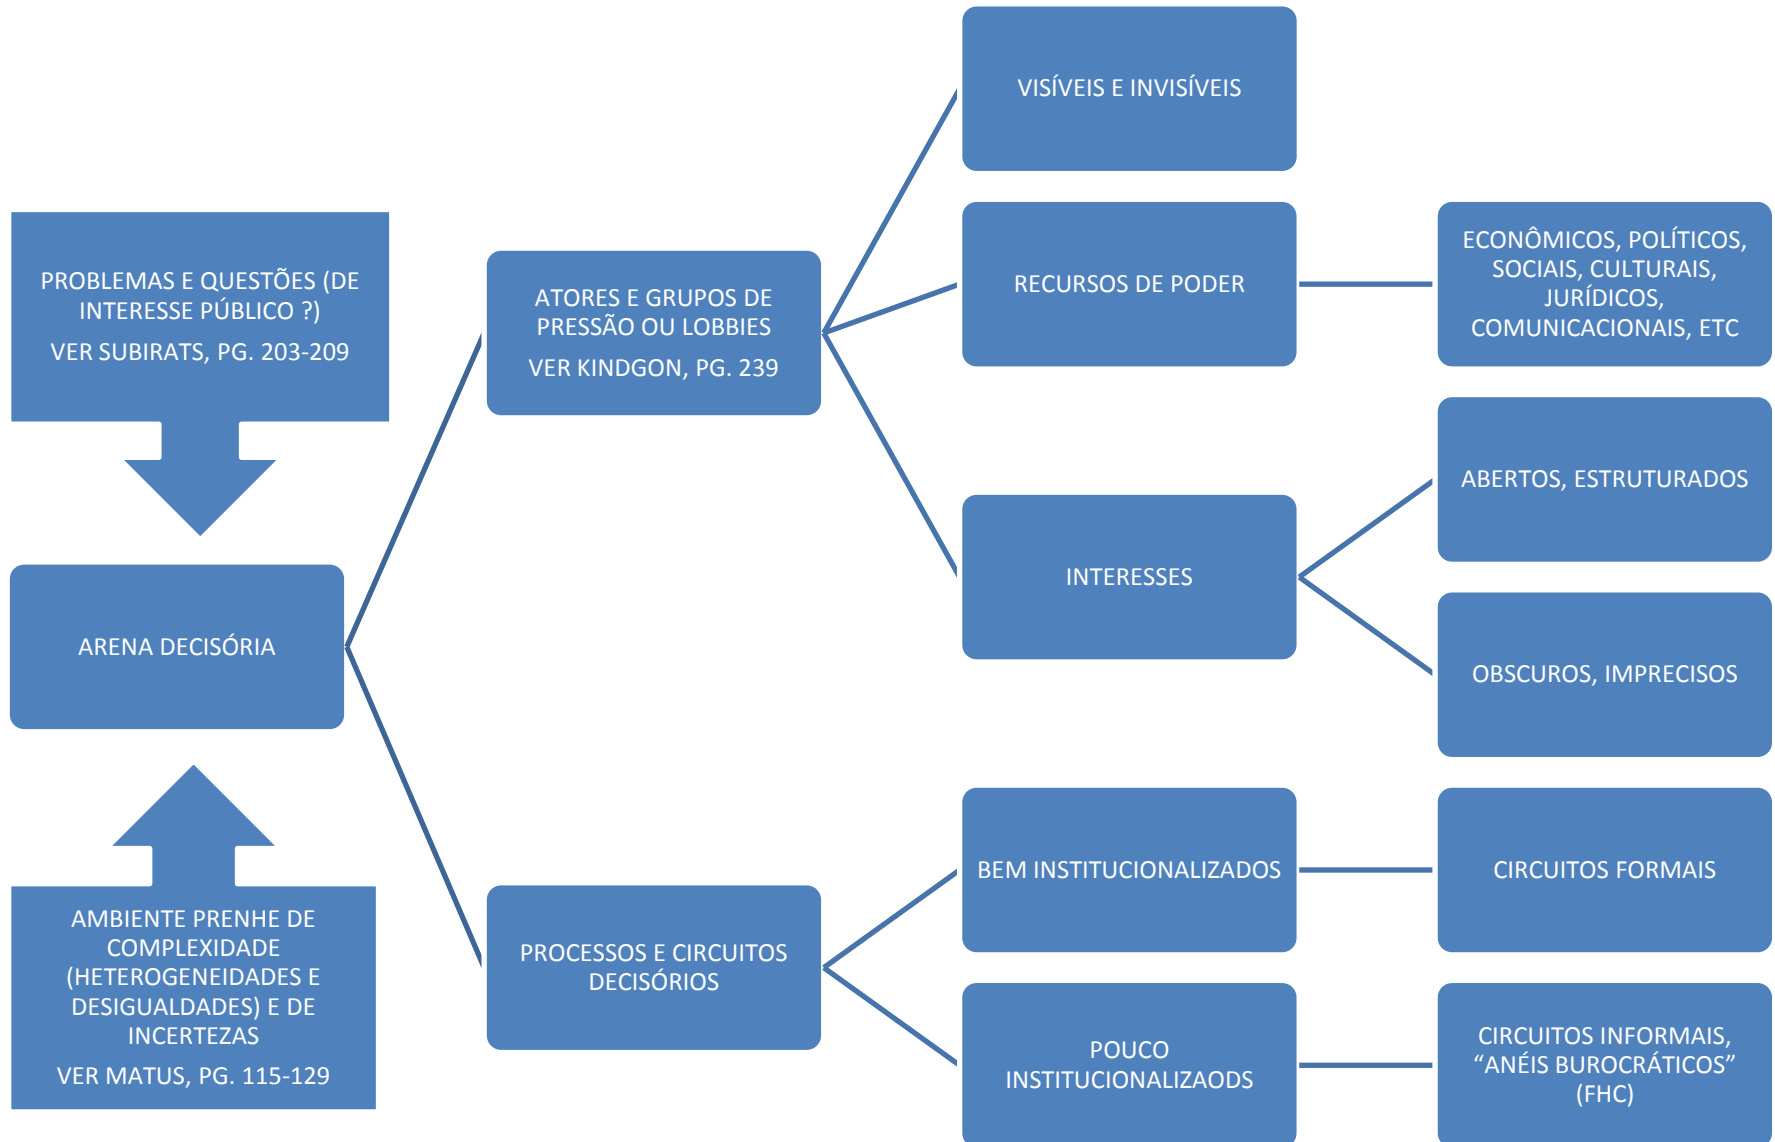 VISÍVEIS E INVISÍVEIS
PROBLEMAS E QUESTÕES (DE
INTERESSE PÚBLICO ?)
VER SUBIRATS, PG. 203-209
ATORES E GRUPOS DE
PRESSÃO OU LOBBIES
VER KINDGON, PG. 239
RECURSOS DE PODER
ECONÔMICOS, POLÍTICOS,
SOCIAIS, CULTURAIS,
JURÍDICOS,
COMUNICACIONAIS, ETC
ABERTOS, ESTRUTURADOS
INTERESSES
ARENA DECISÓRIA
OBSCUROS, IMPRECISOS
AMBIENTE PRENHE DE
COMPLEXIDADE
(HETEROGENEIDADES E
DESIGUALDADES) E DE
INCERTEZAS
VER MATUS, PG. 115-129
PROCESSOS E CIRCUITOS
DECISÓRIOS
BEM INSTITUCIONALIZADOS
CIRCUITOS FORMAIS
POUCO
INSTITUCIONALIZAODS
CIRCUITOS INFORMAIS,
“ANÉIS BUROCRÁTICOS”
(FHC)